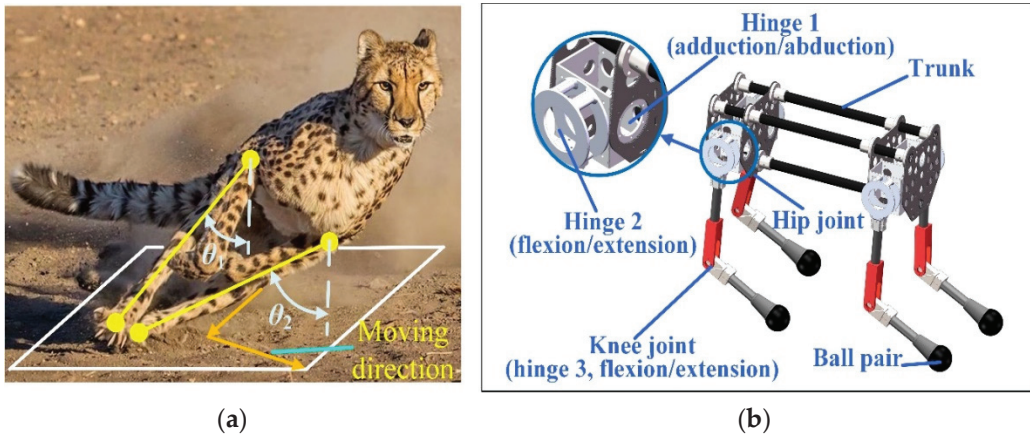 θ1
θ2
Moving
direction
(a)
Hinge 1
(adduction/abduction)
Trunk
Hinge 2
(flexion/extension)
Hip joint
Knee joint
(hinge 3, flexion/extension)
Ball pair
(b)